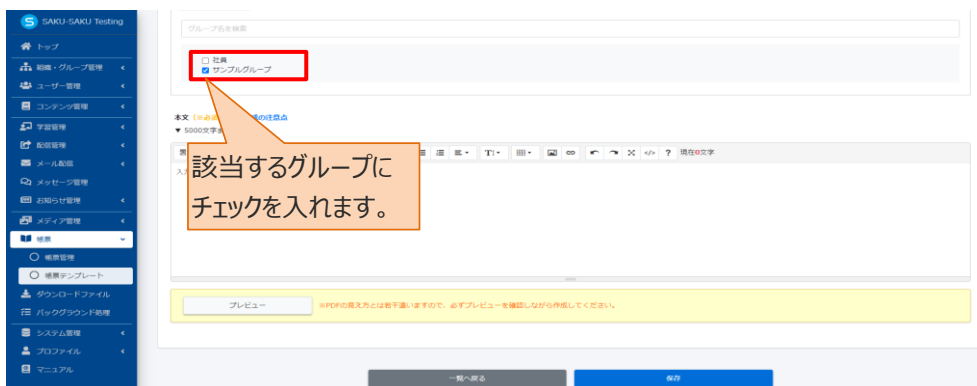 SAKU-SAKU Testing
トップ
組織・グループ管理
ユーザー管理
コンテンツ管理
学習管理
配信管理
メール配信
メッセージ管理
お知らせ管理
メディア管理
帳票
帳票管理
帳票テンプレート
ダウンロードファイル
バックグラウンド処理
システム管理
プロファイル
マニュアル
グループ名を検索
社員
サンプルグループ
本文 (※必
の注意点
▼ 5000文字
現在0文字
該当するグループに
チェックを入れます。
プレビュー
※PDFの見え方とは若干違いますので、必ずプレビューを確認しながら作成してください。
一覧へ戻る
保存